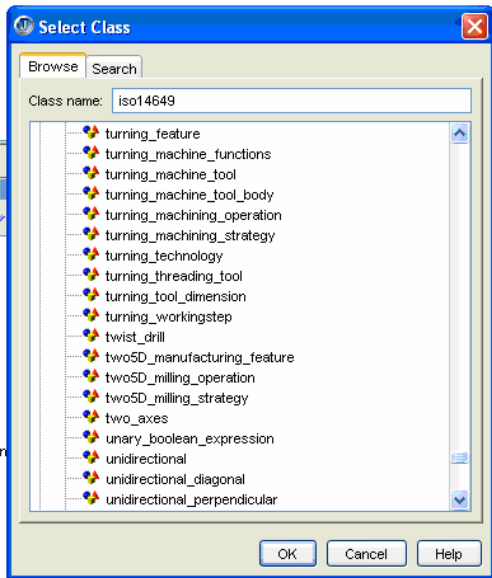 Select Class
Browse Search
Class name: iso14649
turning_feature
turning_machine_functions
turning_machine_tool
turning_machine_tool_body
turning_machining_operation
turning_machining_strategy
turning_technology
turning_threading_tool
turning_tool_dimension
turning_workingstep
twist_drill
two5D_manufacturing_feature
two5D_milling_operation
two5D_milling_strategy
two_axes
unary_boolean_expression
unidirectional
unidirectional_diagonal
unidirectional_perpendicular
OK Cancel Help